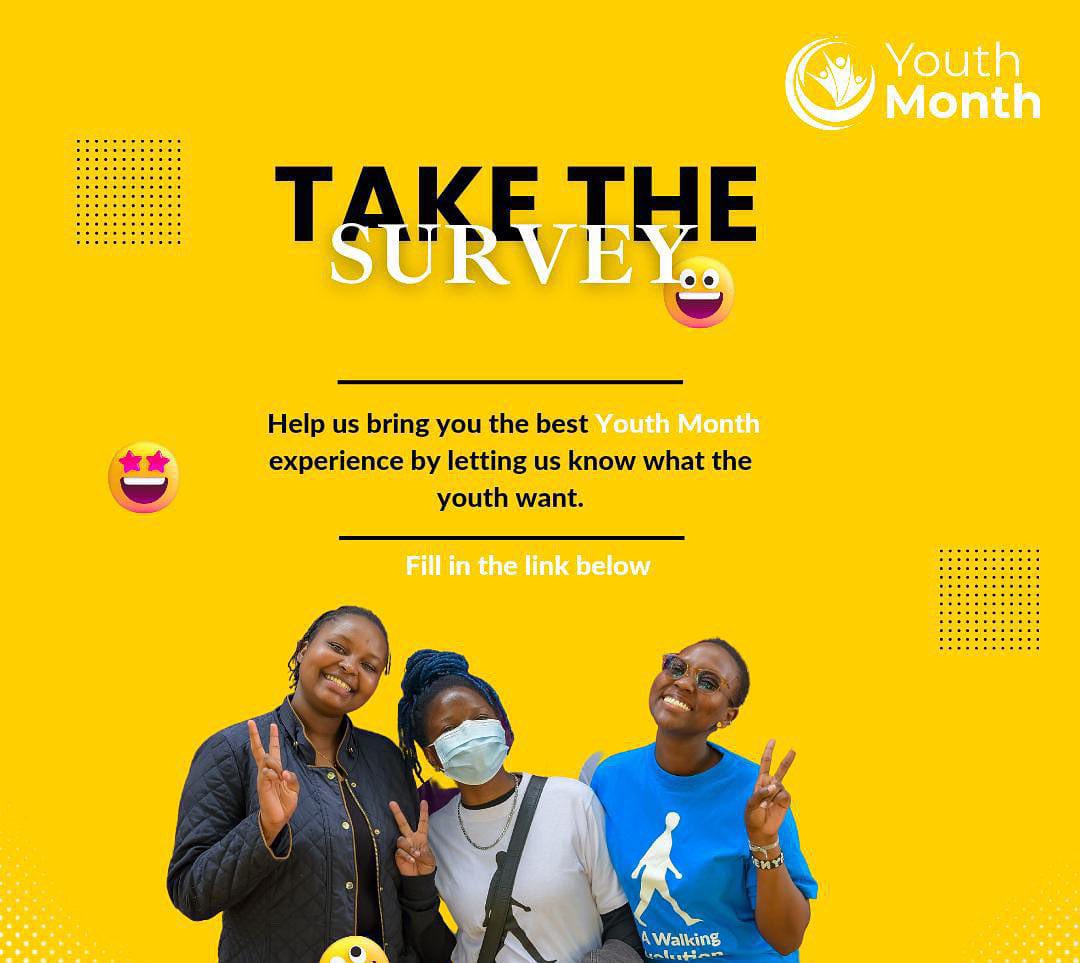 Youth
Month
TAKE THE
SURVEY
Help us bring you the best Youth Month
experience by letting us know what the
youth want.
Fill in the link below
A Walking